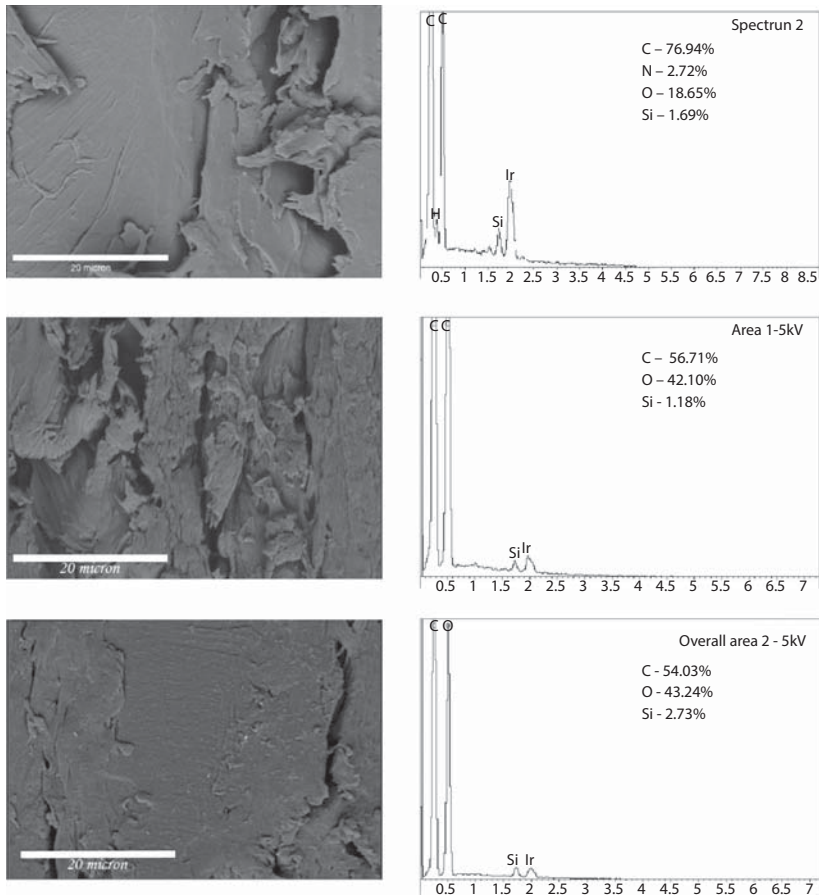 20 micron
C C
Spectrun 2
C – 76.94%
N – 2.72%
O – 18.65%
Si – 1.69%
Ir
Si
H
0.5 1 1.5 2 2.5 3 3.5 4 4.5 5 5.5 6 6.5 7 7.5 8 8.5
20 micron
C C
Area 1-5kV
C – 56.71%
O – 42.10%
Si - 1.18%
Si Ir
0.5 1 1.5 2 2.5 3 3.5 4 4.5 5 5.5 6 6.5 7
20 micron
C O
Overall area 2 - 5kV
C - 54.03%
O - 43.24%
Si - 2.73%
Si Ir
0.5 1 1.5 2 2.5 3 3.5 4 4.5 5 5.5 6 6.5 7